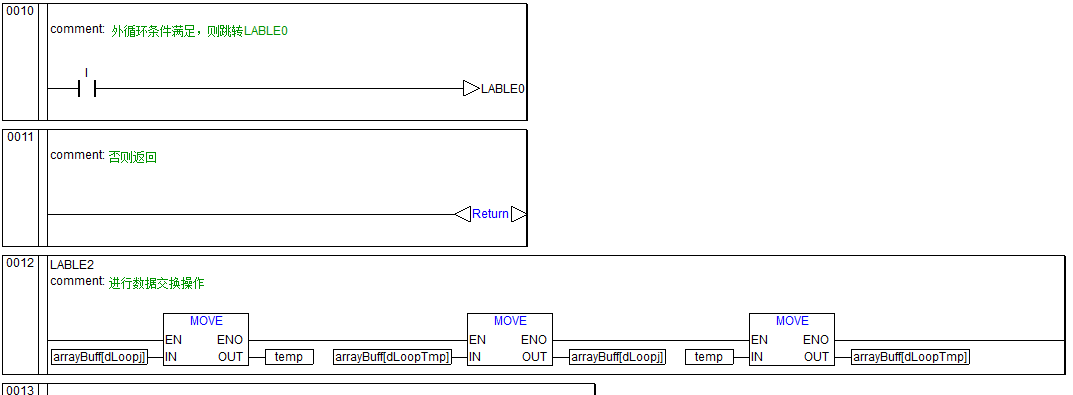 0010
comment: 外循环条件满足，则跳转LABLE0
I
LABLE0
0011
comment: 否则返回
Return
0012
LABLE2
comment: 进行数据交换操作
MOVE MOVE MOVE
EN ENO EN ENO EN ENO
arrayBuff[dLoopj] IN OUT temp arrayBuff[dLoopTmp] IN OUT arrayBuff[dLoopj] temp IN OUT arrayBuff[dLoopTmp]
0013